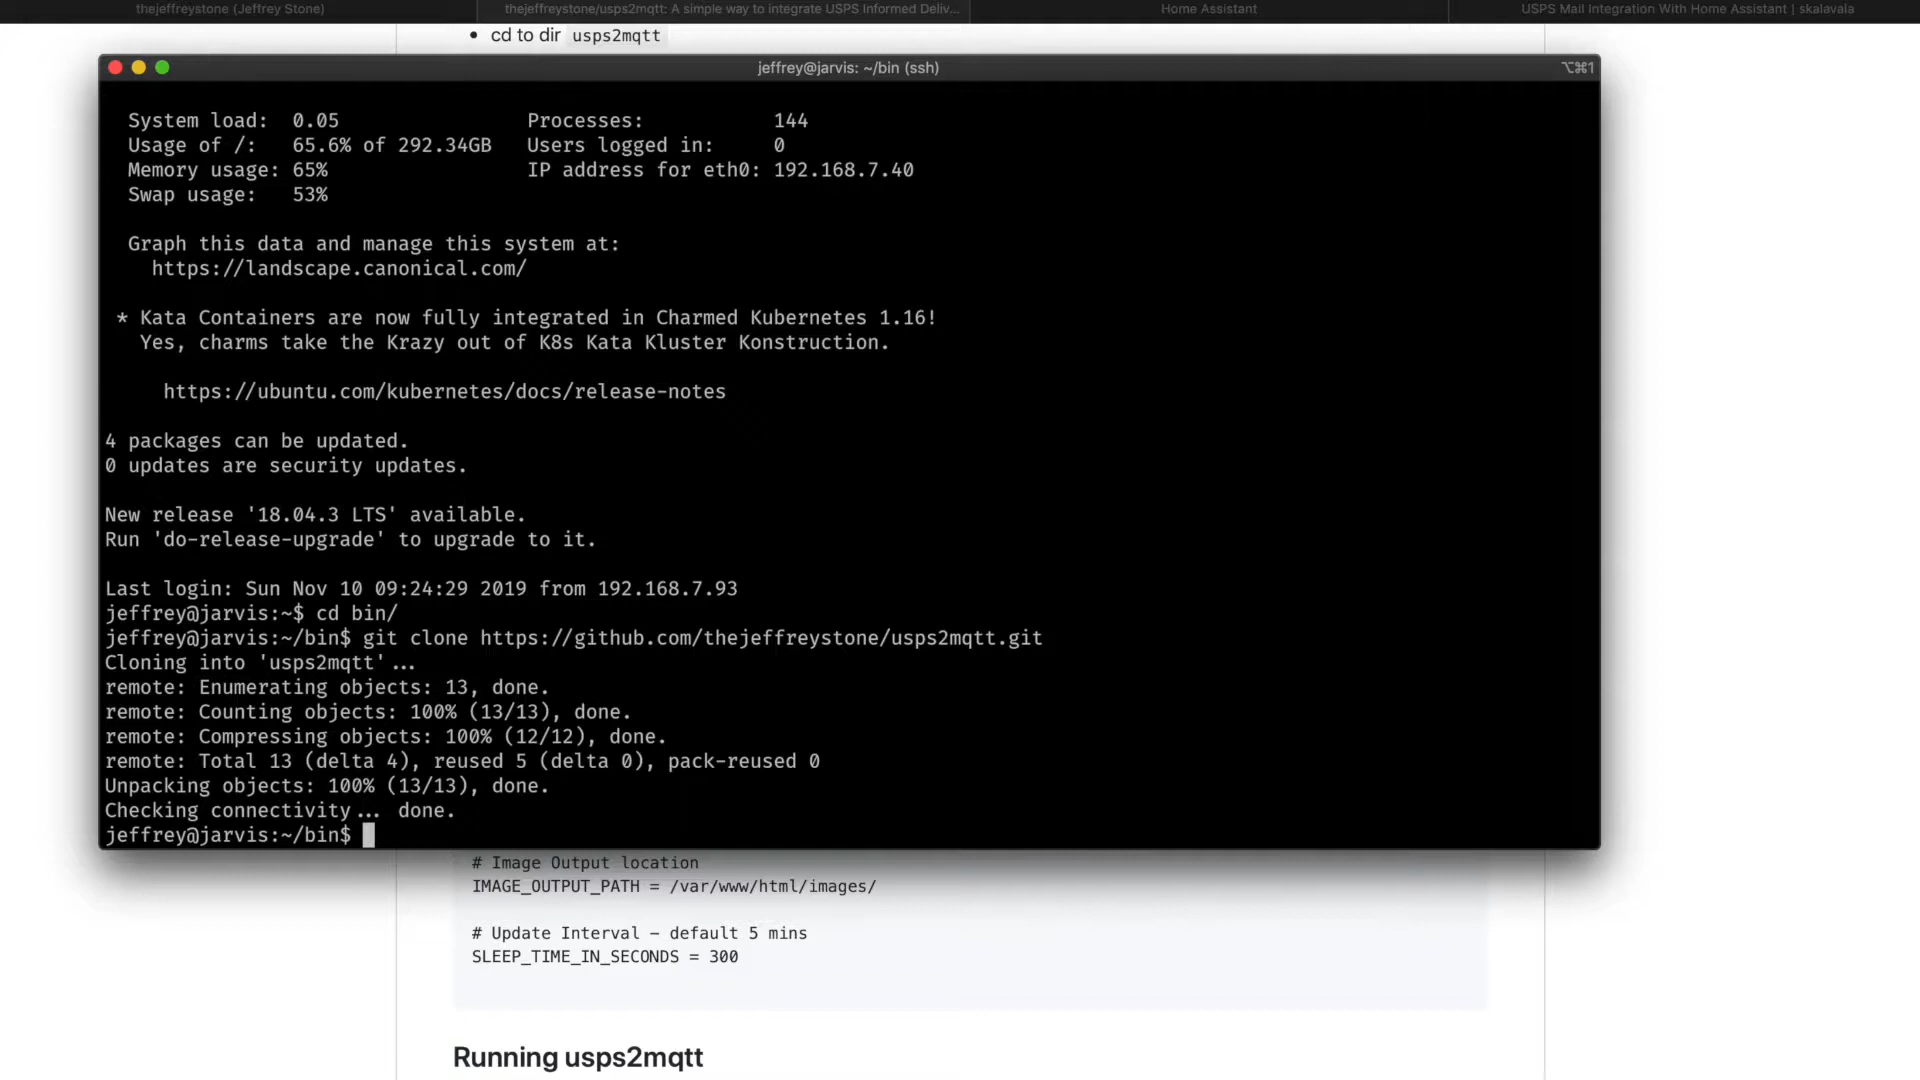 thejeffreystone (Jeffrey Stone)
thejeffreystone/usps2mqtt: A simple way to integrate USPS Informed Deliv...
Home Assistant
USPS Mail Integration With Home Assistant | skalavala
• cd to dir usps2mqtt
jeffrey@jarvis: ~/bin (ssh)
⌥⌘1
System load: 0.05 Processes: 144
Usage of /: 65.6% of 292.34GB Users logged in: 0
Memory usage: 65% IP address for eth0: 192.168.7.40
Swap usage: 53%
Graph this data and manage this system at:
https://landscape.canonical.com/
* Kata Containers are now fully integrated in Charmed Kubernetes 1.16!
Yes, charms take the Krazy out of K8s Kata Kluster Konstruction.
https://ubuntu.com/kubernetes/docs/release-notes
4 packages can be updated.
0 updates are security updates.
New release '18.04.3 LTS' available.
Run 'do-release-upgrade' to upgrade to it.
Last login: Sun Nov 10 09:24:29 2019 from 192.168.7.93
jeffrey@jarvis:~$ cd bin/
jeffrey@jarvis:~/bin$ git clone https://github.com/thejeffreystone/usps2mqtt.git
Cloning into 'usps2mqtt'...
remote: Enumerating objects: 13, done.
remote: Counting objects: 100% (13/13), done.
remote: Compressing objects: 100% (12/12), done.
remote: Total 13 (delta 4), reused 5 (delta 0), pack-reused 0
Unpacking objects: 100% (13/13), done.
Checking connectivity... done.
jeffrey@jarvis:~/bin$
# Image Output location
IMAGE_OUTPUT_PATH = /var/www/html/images/
# Update Interval – default 5 mins
SLEEP_TIME_IN_SECONDS = 300
Running usps2mqtt